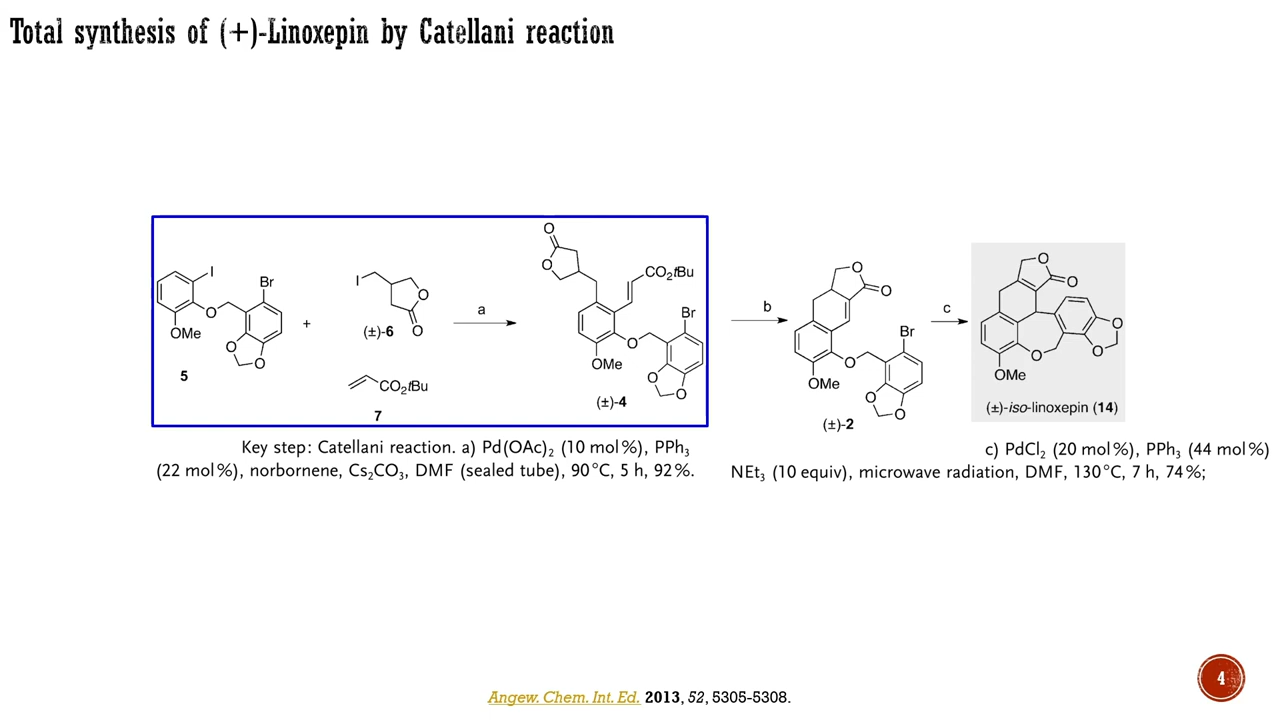 Total synthesis of (+)-Linoxepin by Catellani reaction
I
Br
O
OMe
O
O
5
+
I
O
O
(±)-6
CO₂tBu
7
a
O
O
CO₂tBu
Br
O
OMe
O
O
(±)-4
b
O
O
Br
O
OMe
O
O
(±)-2
c
O
O
O
O
O
OMe
(±)-iso-linoxepin (14)
Key step: Catellani reaction. a) Pd(OAc)₂ (10 mol%), PPh₃
(22 mol%), norbornene, Cs₂CO₃, DMF (sealed tube), 90 °C, 5 h, 92%.
c) PdCl₂ (20 mol%), PPh₃ (44 mol%)
NEt₃ (10 equiv), microwave radiation, DMF, 130 °C, 7 h, 74%;
4
Angew. Chem. Int. Ed. 2013, 52, 5305-5308.